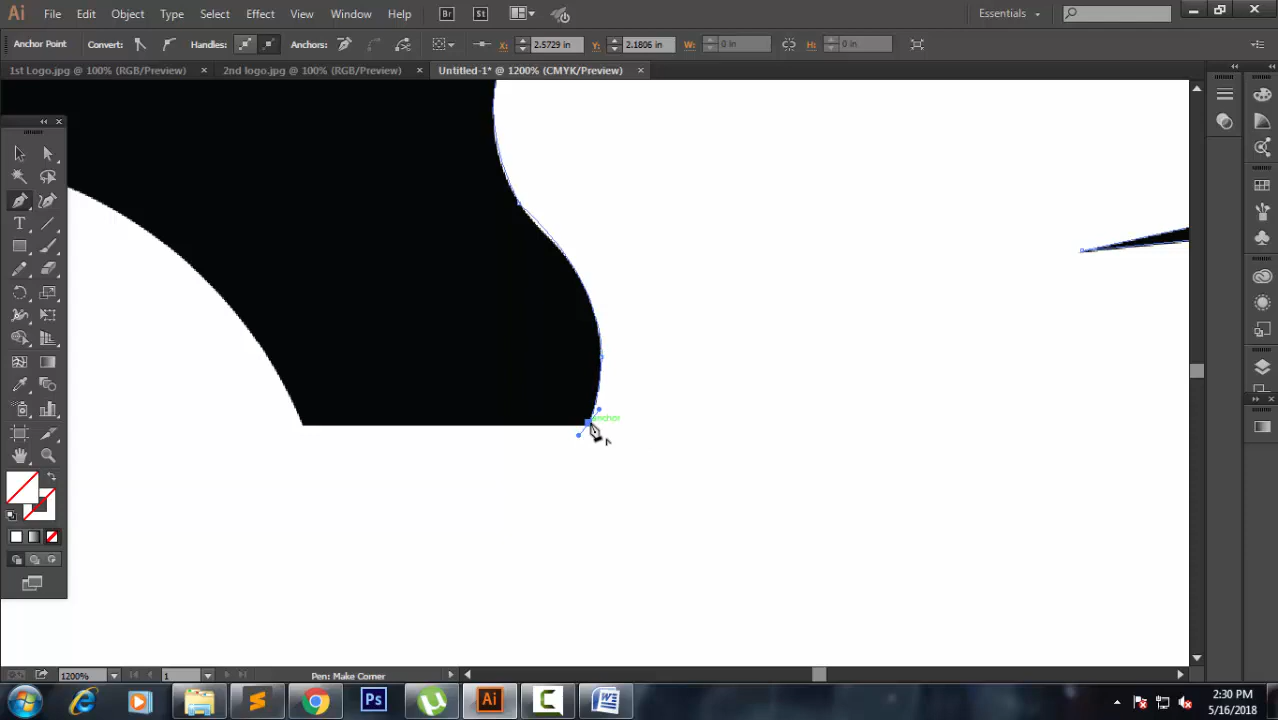 Ai File Edit Object Type Select Effect View Window Help Br St Essentials
Anchor Point Convert: Handles: Anchors: X: 2.5729 in Y: 2.1806 in W: 0 in H: 0 in
1st Logo.jpg @ 100% (RGB/Preview) × 2nd logo.jpg @ 100% (RGB/Preview) × Untitled-1* @ 1200% (CMYK/Preview) ×
T
anchor
1200% 1 Pen: Make Corner
Ps Ai C W 2:30 PM
5/16/2018